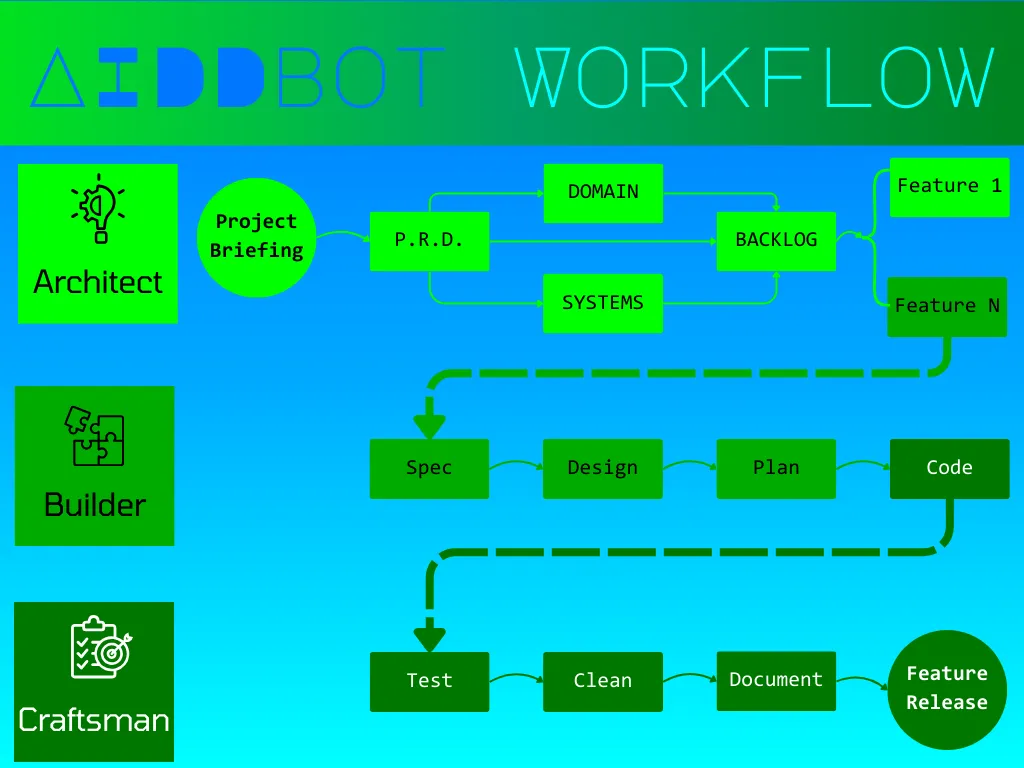 AIDDBOT WORKFLOW
Architect
Project
Briefing
P.R.D.
DOMAIN
SYSTEMS
BACKLOG
Feature 1
Feature N
Builder
Spec
Design
Plan
Code
Craftsman
Test
Clean
Document
Feature
Release